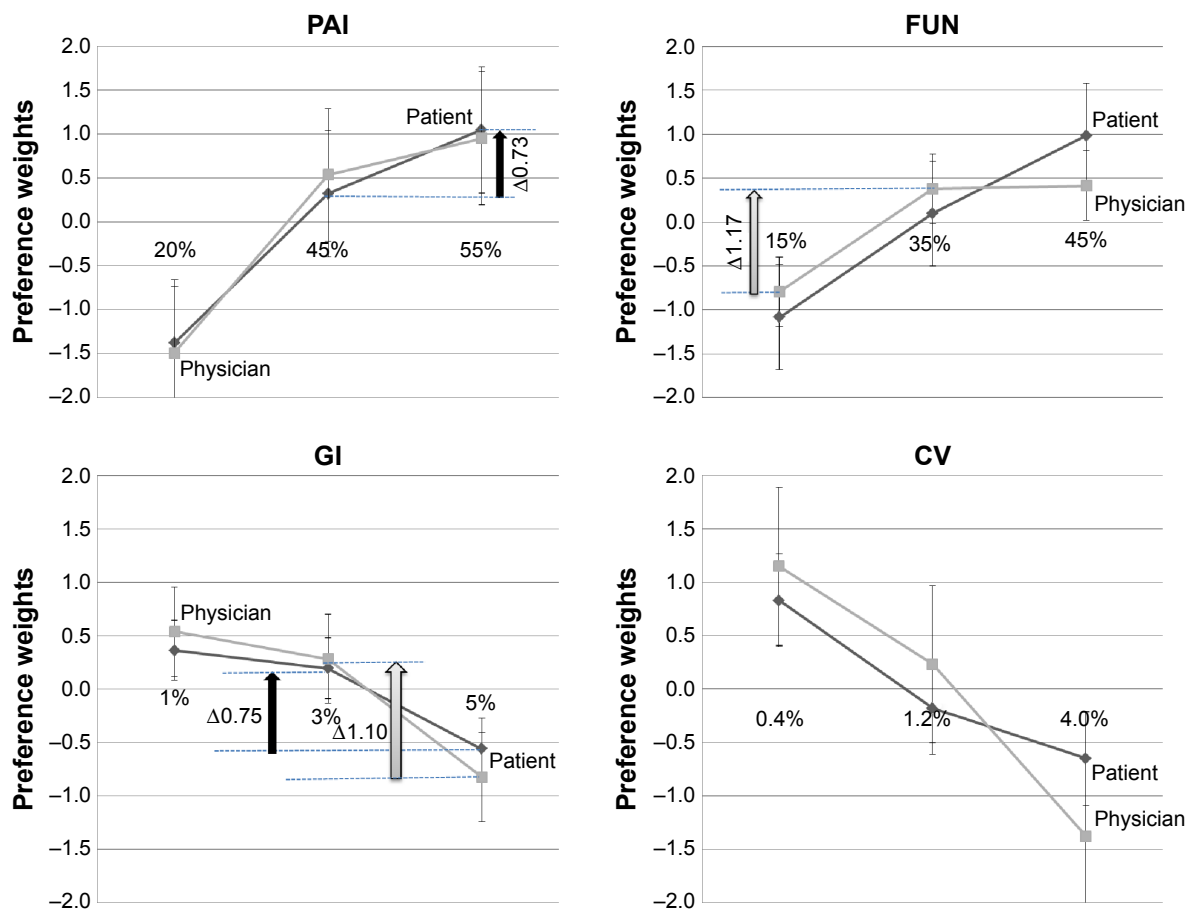 PAI
Preference weights
2.0
1.5
1.0
0.5
0.0
–0.5
–1.0
–1.5
–2.0
20%
45%
55%
Patient
Physician
Δ0.73
FUN
Preference weights
2.0
1.5
1.0
0.5
0.0
–0.5
–1.0
–1.5
–2.0
15%
35%
45%
Patient
Physician
Δ1.17
GI
Preference weights
2.0
1.5
1.0
0.5
0.0
–0.5
–1.0
–1.5
–2.0
Physician
1%
3%
5%
Δ0.75
Δ1.10
Patient
CV
Preference weights
2.0
1.5
1.0
0.5
0.0
–0.5
–1.0
–1.5
–2.0
0.4%
1.2%
4.0%
Patient
Physician